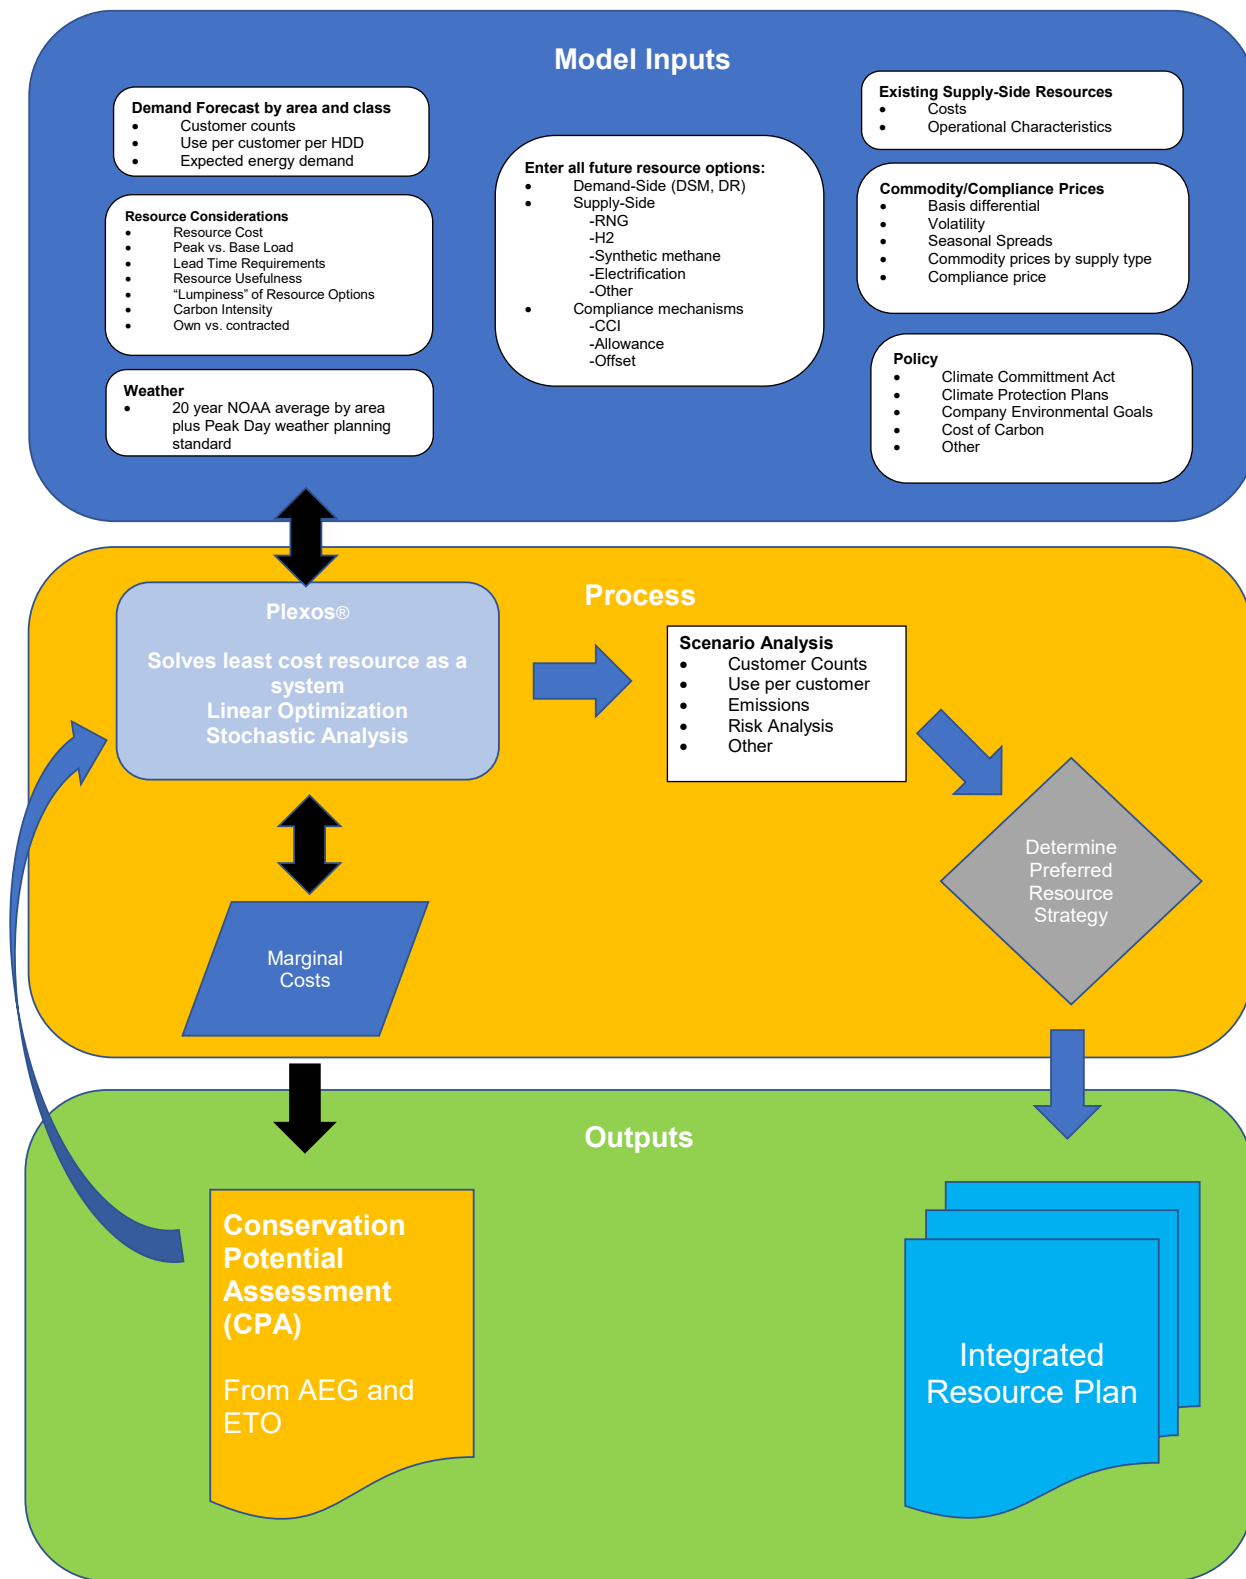 Model Inputs
Demand Forecast by area and class
• Customer counts
• Use per customer per HDD
• Expected energy demand
Resource Considerations
• Resource Cost
• Peak vs. Base Load
• Lead Time Requirements
• Resource Usefulness
• “Lumpiness” of Resource Options
• Carbon Intensity
• Own vs. contracted
Weather
• 20 year NOAA average by area
plus Peak Day weather planning
standard
Enter all future resource options:
• Demand-Side (DSM, DR)
• Supply-Side
-RNG
-H2
-Synthetic methane
-Electrification
-Other
• Compliance mechanisms
-CCI
-Allowance
-Offset
Existing Supply-Side Resources
• Costs
• Operational Characteristics
Commodity/Compliance Prices
• Basis differential
• Volatility
• Seasonal Spreads
• Commodity prices by supply type
• Compliance price
Policy
• Climate Committment Act
• Climate Protection Plans
• Company Environmental Goals
• Cost of Carbon
• Other
Process
Plexos®
Solves least cost resource as a
system
Linear Optimization
Stochastic Analysis
Scenario Analysis
• Customer Counts
• Use per customer
• Emissions
• Risk Analysis
• Other
Determine
Preferred
Resource
Strategy
Marginal
Costs
Outputs
Conservation
Potential
Assessment
(CPA)
From AEG and
ETO
Integrated
Resource Plan